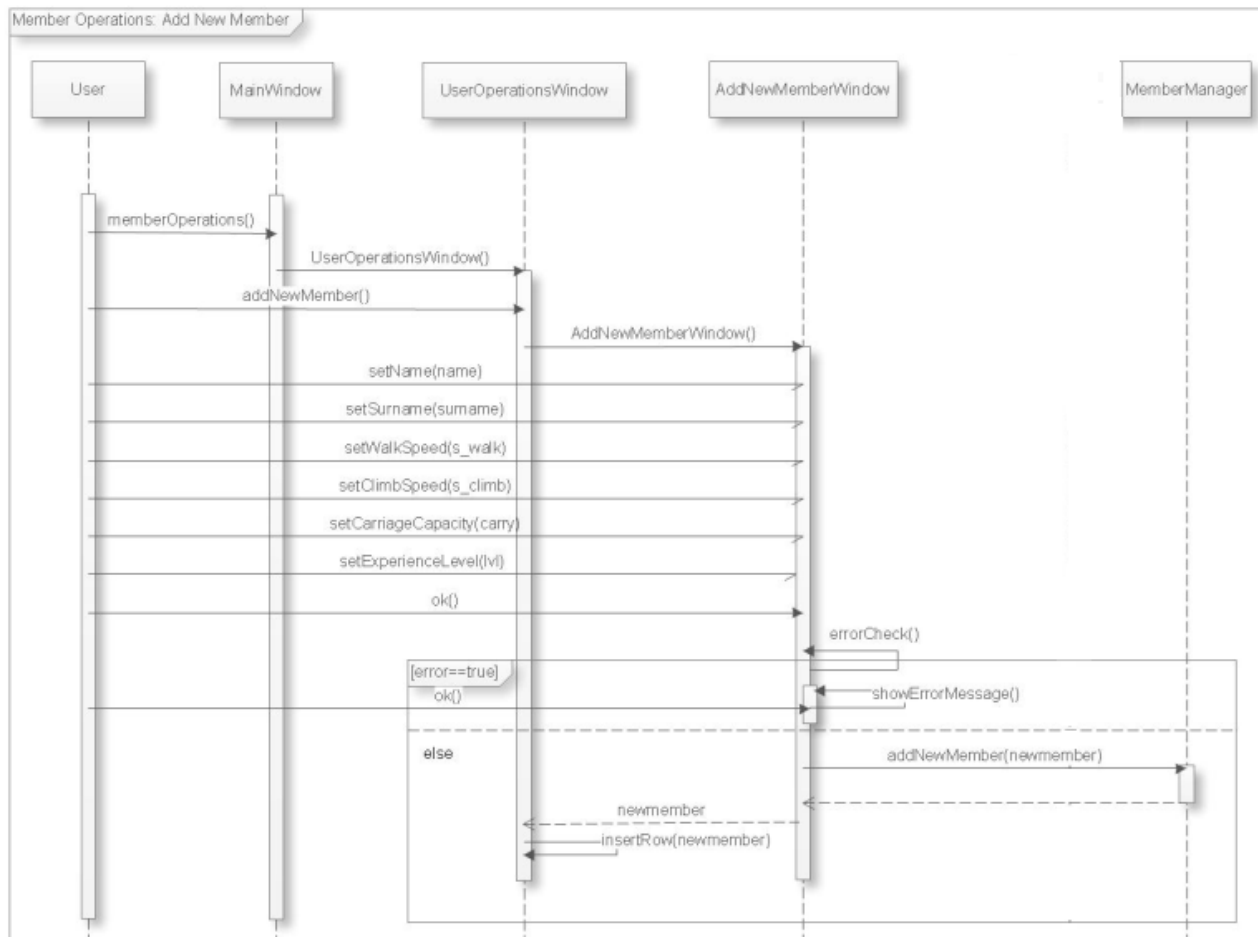 Member Operations: Add New Member
User
MainWindow
UserOperationsWindow
AddNewMemberWindow
MemberManager
memberOperations()
UserOperationsWindow()
addNewMember()
AddNewMemberWindow()
setName(name)
setSurname(surname)
setWalkSpeed(s_walk)
setClimbSpeed(s_climb)
setCarriageCapacity(carry)
setExperienceLevel(lvl)
ok()
errorCheck()
[error==true]
ok()
showErrorMessage()
else
addNewMember(newmember)
newmember
insertRow(newmember)